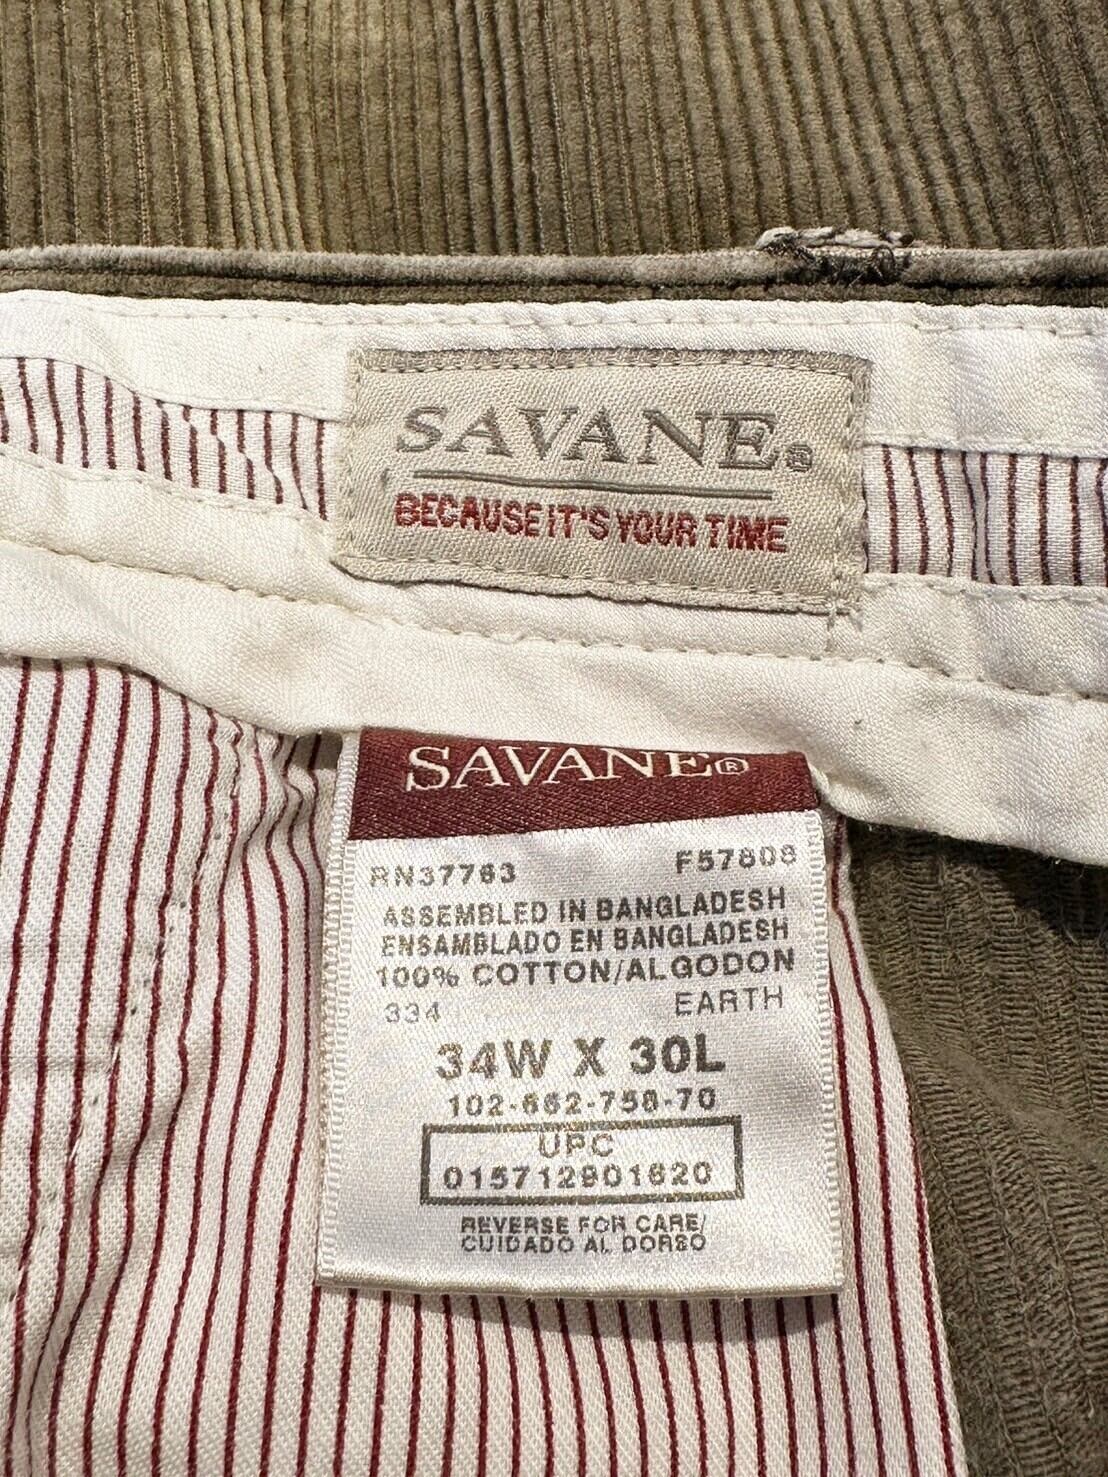 SAVANE®
BECAUSE IT'S YOUR TIME
SAVANE®
RN37763 F57808
ASSEMBLED IN BANGLADESH
ENSAMBLADO EN BANGLADESH
100% COTTON/ALGODON
334 EARTH
34W X 30L
102-662-758-70
UPC
015712901620
REVERSE FOR CARE/
CUIDADO AL DORSO